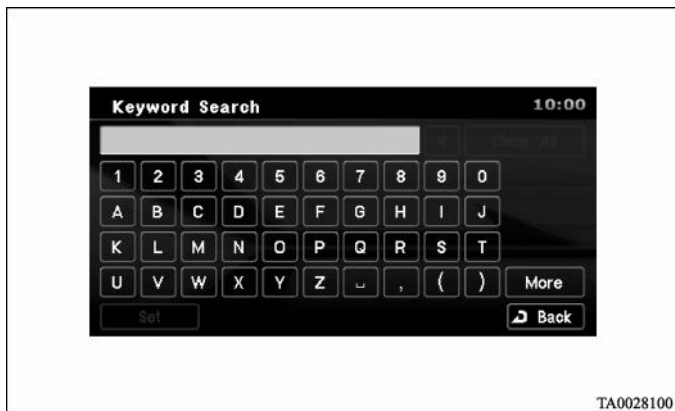 Keyword Search 10:00
Clear All
1 2 3 4 5 6 7 8 9 0
A B C D E F G H I J
K L M N O P Q R S T
U V W X Y Z ␣ , ( ) More
Set Back
TA0028100